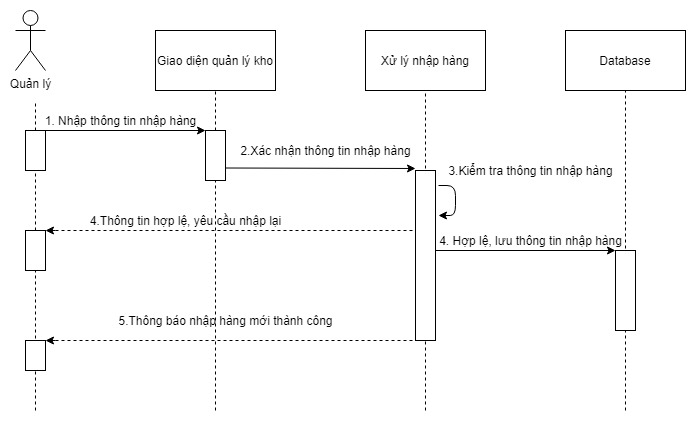 Quản lý
Giao diện quản lý kho
Xử lý nhập hàng
Database
1. Nhập thông tin nhập hàng
2.Xác nhận thông tin nhập hàng
3.Kiểm tra thông tin nhập hàng
4.Thông tin hợp lệ, yêu cầu nhập lại
4. Hợp lệ, lưu thông tin nhập hàng
5.Thông báo nhập hàng mới thành công